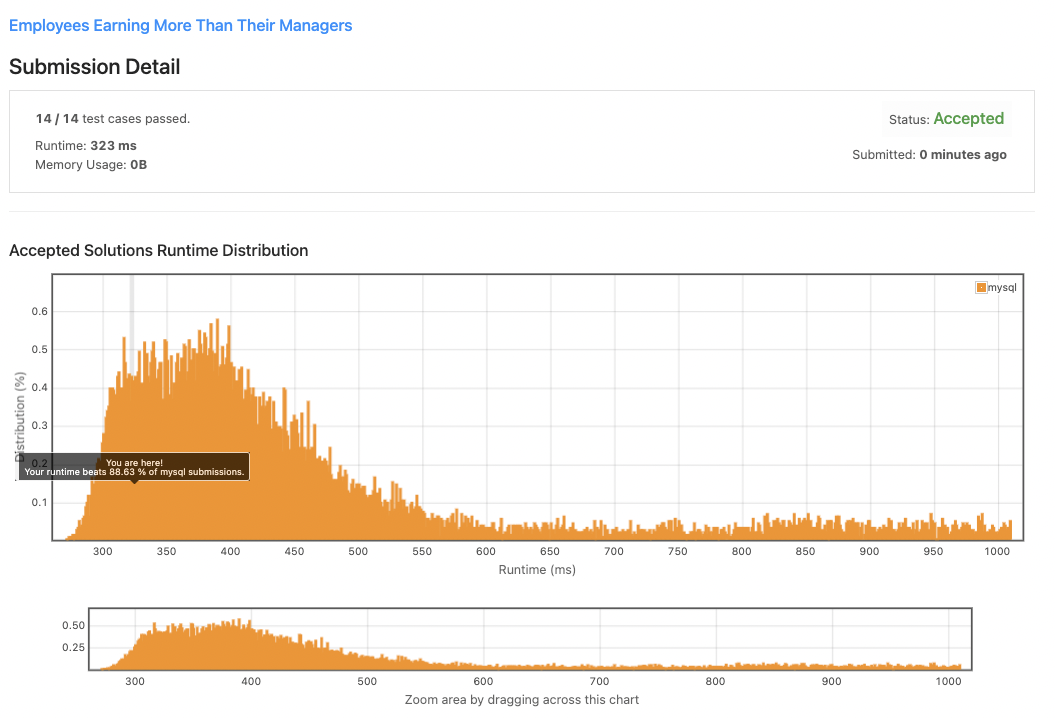 Employees Earning More Than Their Managers
Submission Detail
14 / 14 test cases passed.
Status: Accepted
Runtime: 323 ms
Memory Usage: 0B
Submitted: 0 minutes ago
Accepted Solutions Runtime Distribution
mysql
0.6
0.5
0.4
0.3
0.2
0.1
Distribution (%)
You are here!
Your runtime beats 88.63 % of mysql submissions.
300 350 400 450 500 550 600 650 700 750 800 850 900 950 1000
Runtime (ms)
0.50
0.25
300 400 500 600 700 800 900 1000
Zoom area by dragging across this chart